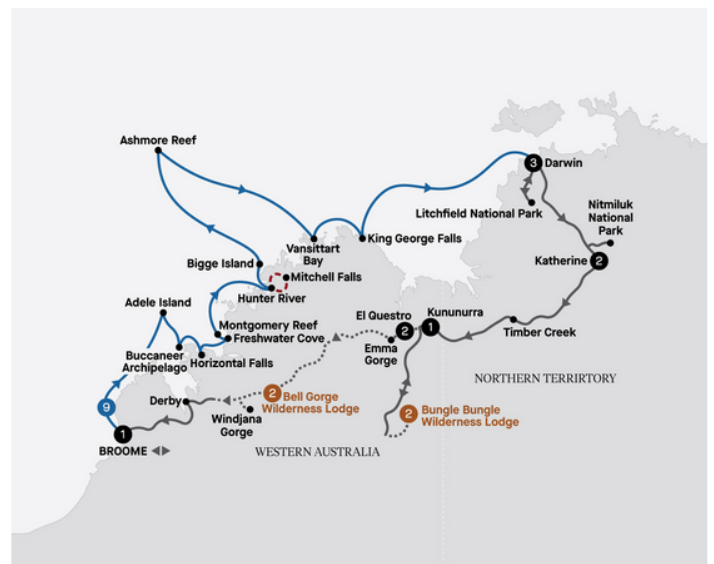 Ashmore Reef
3 Darwin
Litchfield National Park
Nitmiluk
National
Park
Vansittart
Bay
King George Falls
Katherine 2
Bigge Island
Mitchell Falls
Hunter River
Adele Island
El Questro
Kununurra
2
1
Montgomery Reef
Freshwater Cove
Timber Creek
Emma
Gorge
Buccaneer
Archipelago
Horizontal Falls
NORTHERN TERRIRTORY
Derby
2 Bell Gorge
Wilderness Lodge
9
2 Bungle Bungle
Wilderness Lodge
Windjana
Gorge
1
BROOME
WESTERN AUSTRALIA